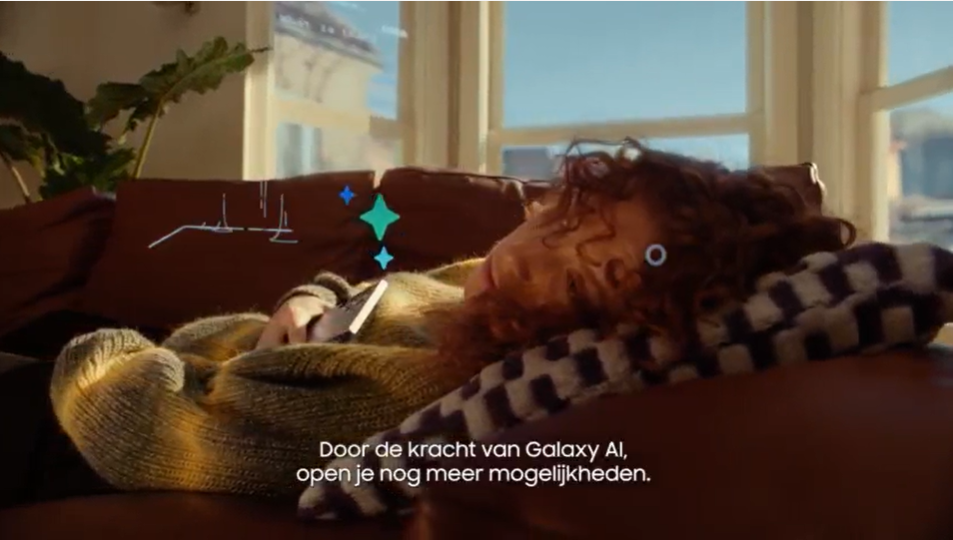 Door de kracht van Galaxy AI,
open je nog meer mogelijkheden.